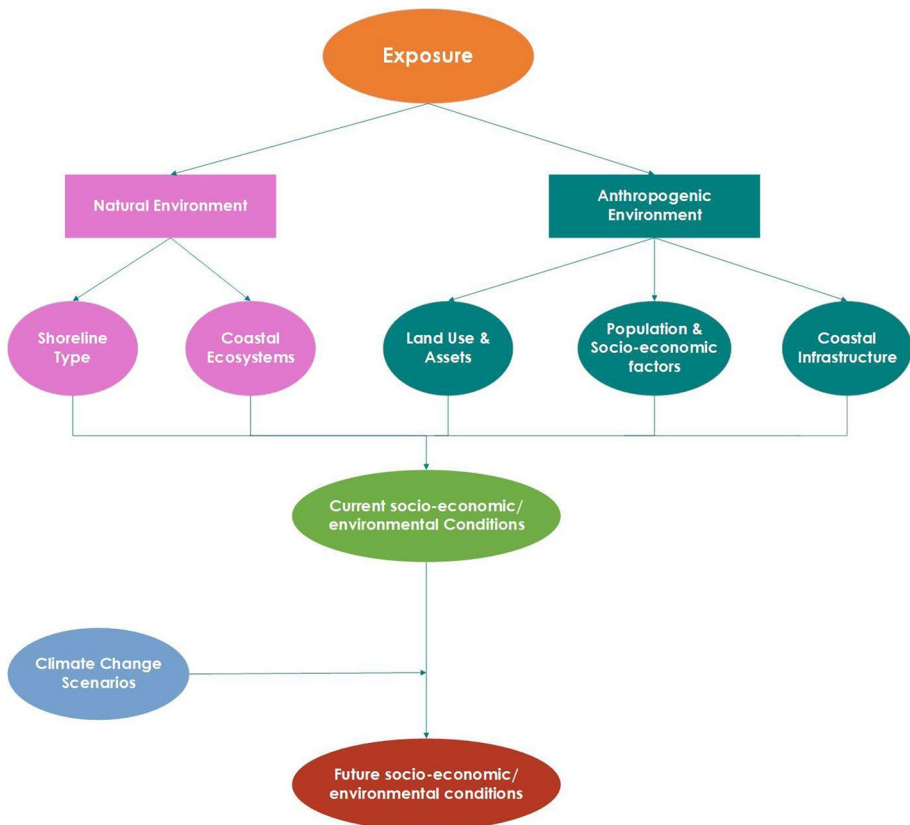 Exposure
Natural Environment
Anthropogenic
Environment
Shoreline
Type
Coastal
Ecosystems
Land Use &
Assets
Population &
Socio-economic
factors
Coastal
Infrastructure
Current socio-economic/
environmental Conditions
Climate Change
Scenarios
Future socio-economic/
environmental conditions